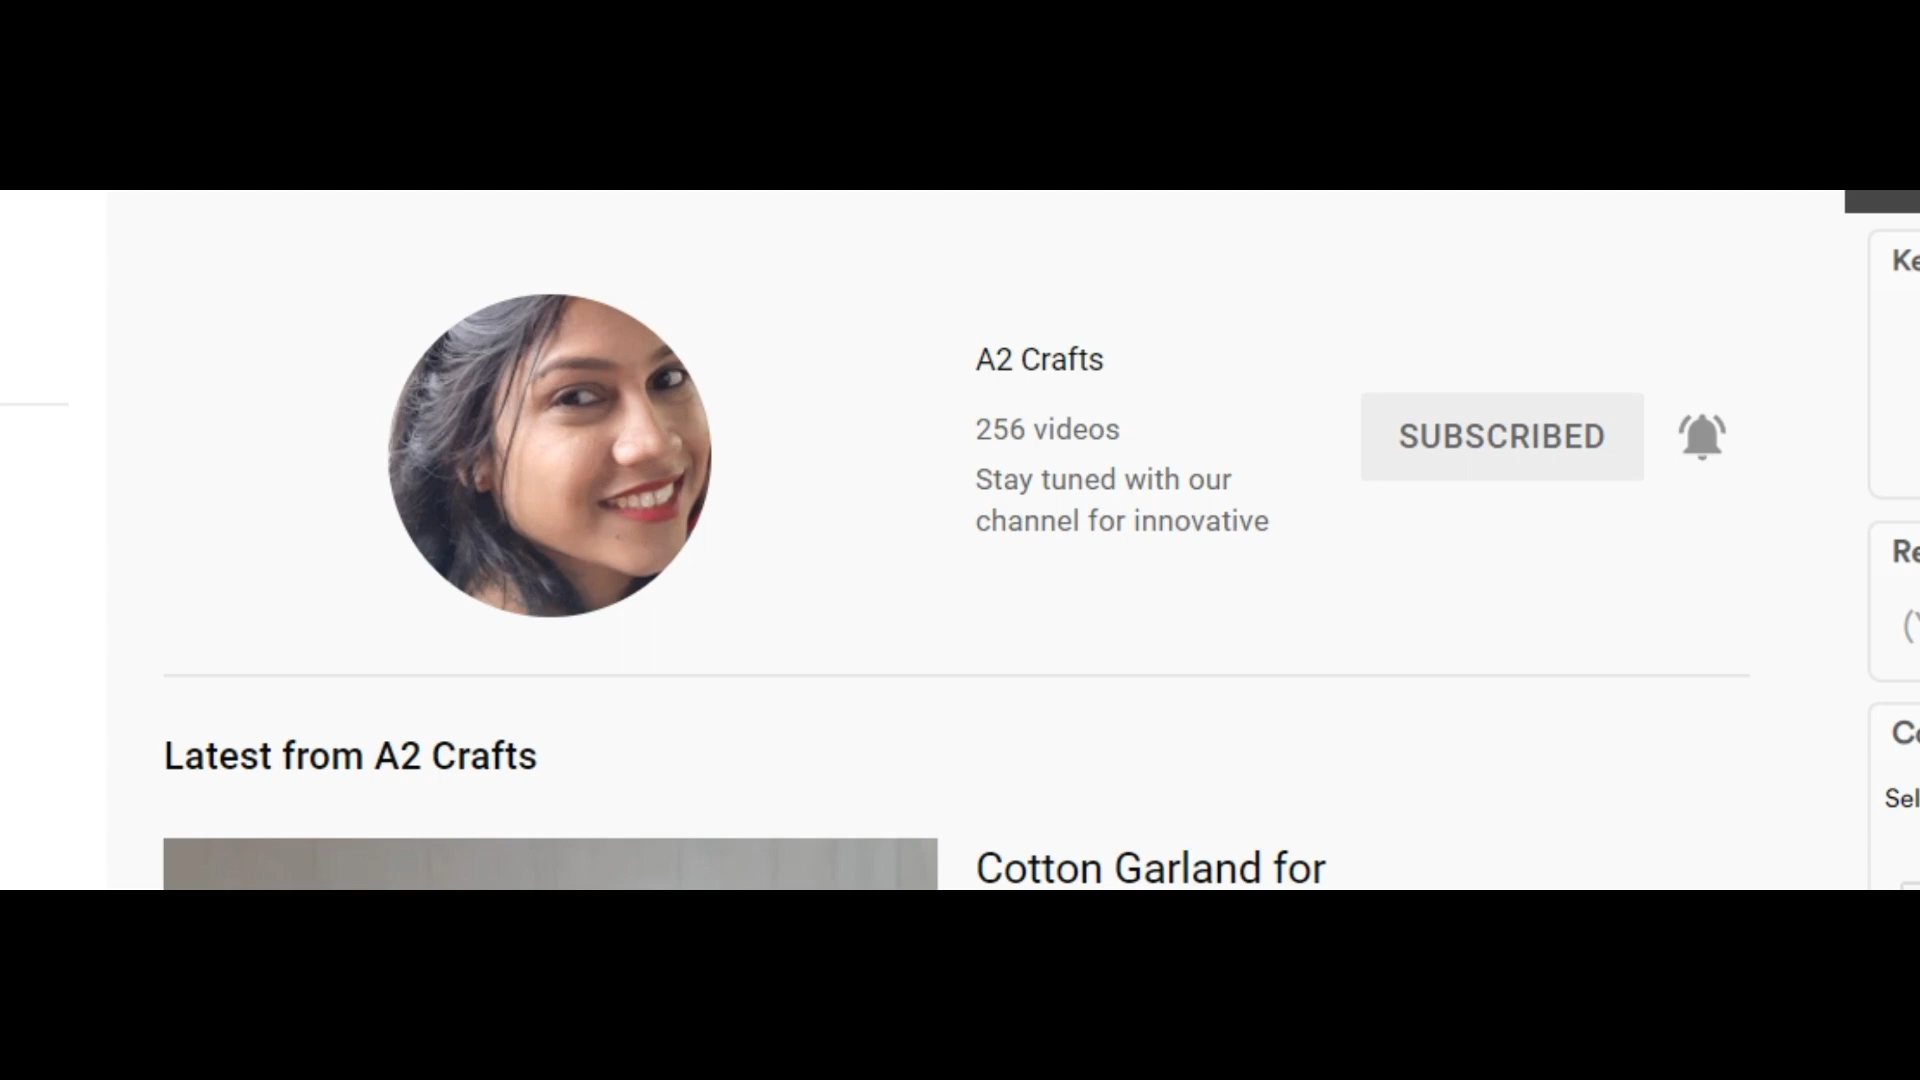 A2 Crafts
256 videos
Stay tuned with our
channel for innovative
SUBSCRIBED
Latest from A2 Crafts
Cotton Garland for